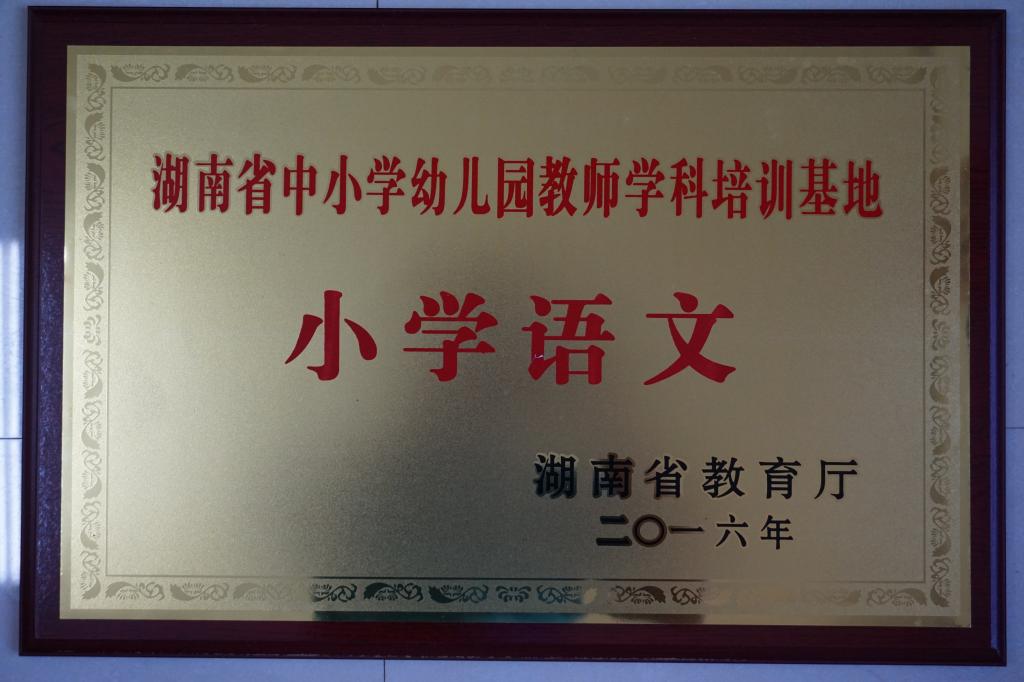 湖南省中小学幼儿园教师学科培训基地
小学语文
湖南省教育厅
二〇一六年